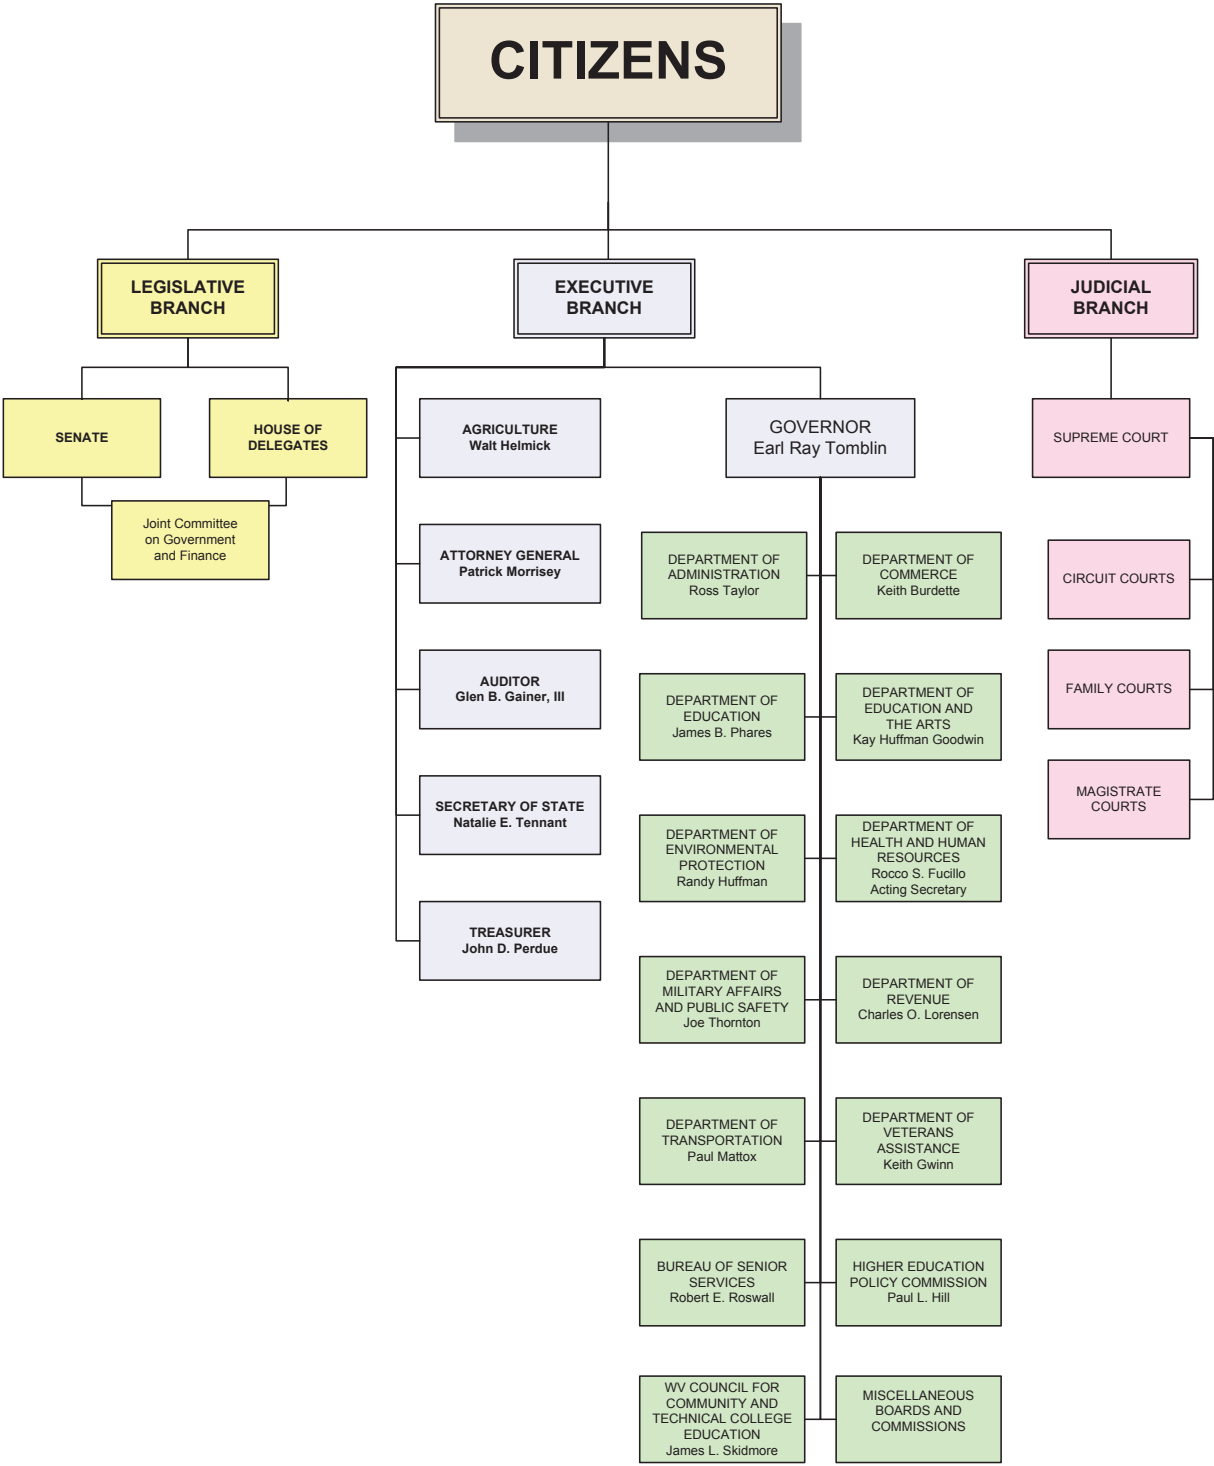 CITIZENS
LEGISLATIVE
BRANCH
EXECUTIVE
BRANCH
JUDICIAL
BRANCH
SENATE
HOUSE OF
DELEGATES
Joint Committee
on Government
and Finance
AGRICULTURE
Walt Helmick
ATTORNEY GENERAL
Patrick Morrisey
AUDITOR
Glen B. Gainer, III
SECRETARY OF STATE
Natalie E. Tennant
TREASURER
John D. Perdue
GOVERNOR
Earl Ray Tomblin
DEPARTMENT OF
ADMINISTRATION
Ross Taylor
DEPARTMENT OF
COMMERCE
Keith Burdette
DEPARTMENT OF
EDUCATION
James B. Phares
DEPARTMENT OF
EDUCATION AND
THE ARTS
Kay Huffman Goodwin
DEPARTMENT OF
ENVIRONMENTAL
PROTECTION
Randy Huffman
DEPARTMENT OF
HEALTH AND HUMAN
RESOURCES
Rocco S. Fucillo
Acting Secretary
DEPARTMENT OF
MILITARY AFFAIRS
AND PUBLIC SAFETY
Joe Thornton
DEPARTMENT OF
REVENUE
Charles O. Lorensen
DEPARTMENT OF
TRANSPORTATION
Paul Mattox
DEPARTMENT OF
VETERANS
ASSISTANCE
Keith Gwinn
BUREAU OF SENIOR
SERVICES
Robert E. Roswall
HIGHER EDUCATION
POLICY COMMISSION
Paul L. Hill
WV COUNCIL FOR
COMMUNITY AND
TECHNICAL COLLEGE
EDUCATION
James L. Skidmore
MISCELLANEOUS
BOARDS AND
COMMISSIONS
SUPREME COURT
CIRCUIT COURTS
FAMILY COURTS
MAGISTRATE
COURTS